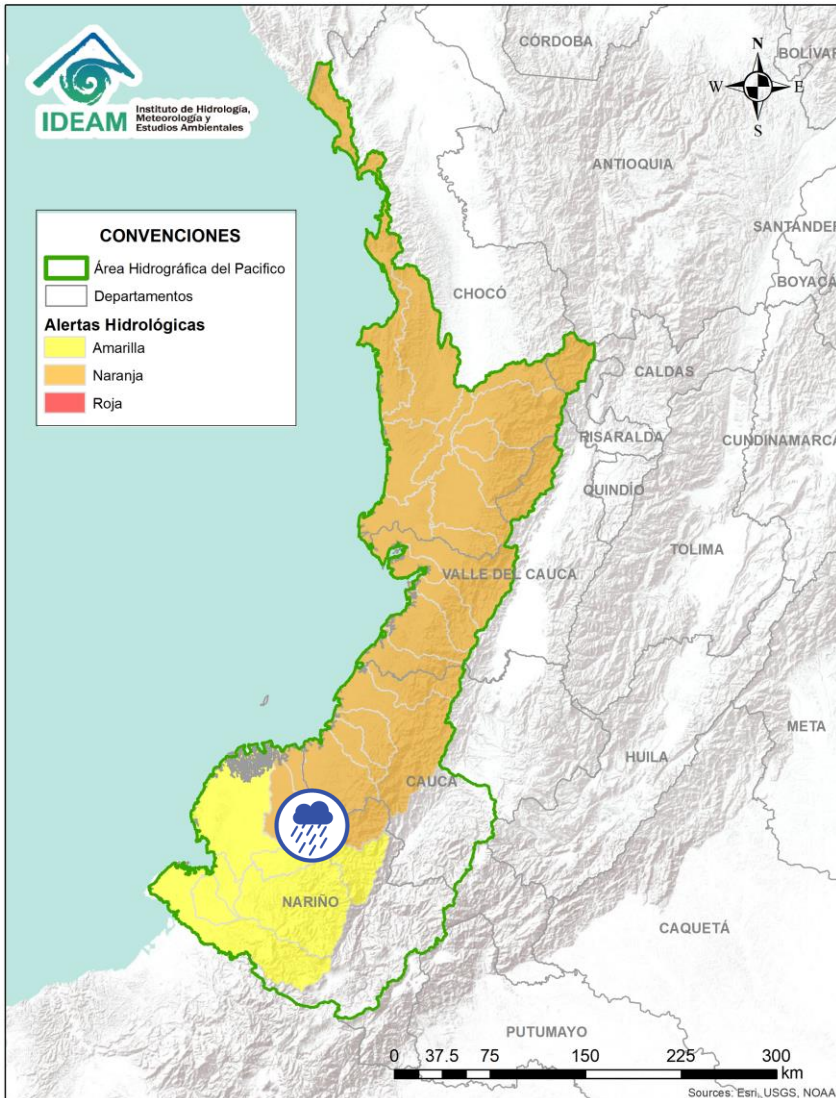 IDEAM
Instituto de Hidrología,
Meteorología y
Estudios Ambientales
CÓRDOBA
BOLÍVAR
N
W
E
S
ANTIOQUIA
SANTANDER
BOYACÁ
CONVENCIONES
Área Hidrográfica del Pacifico
Departamentos
Alertas Hidrológicas
Amarilla
Naranja
Roja
CHOCÓ
CALDAS
RISARALDA
CUNDINAMARCA
QUINDÍO
TOLIMA
VALLE DEL CAUCA
META
HUILA
CAUCA
NARIÑO
CAQUETÁ
PUTUMAYO
0 37.5 75 150 225 300
km
Sources: Esri, USGS, NOAA